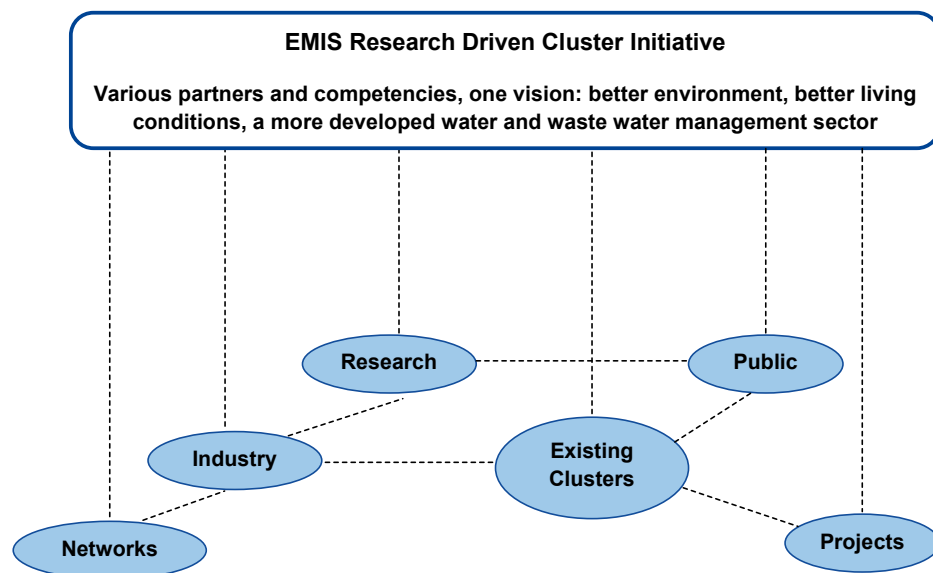 EMIS Research Driven Cluster Initiative
Various partners and competencies, one vision: better environment, better living
conditions, a more developed water and waste water management sector
Research
Public
Industry
Existing
Clusters
Networks
Projects